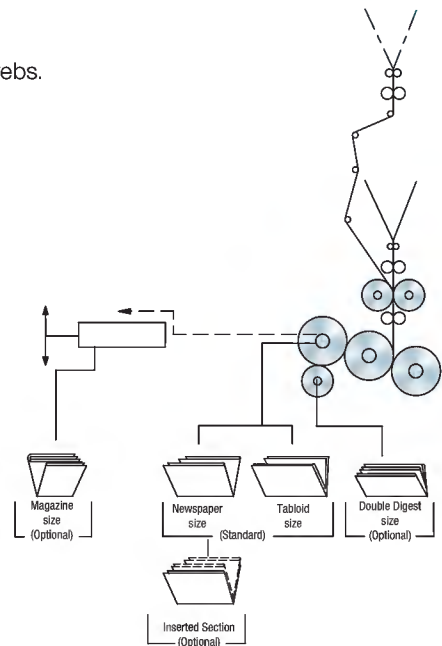 ebs.
Magazine
size
(Optional)
Newspaper
size
Tabloid
size
(Standard)
Double Digest
size
(Optional)
Inserted Section
(Optional)